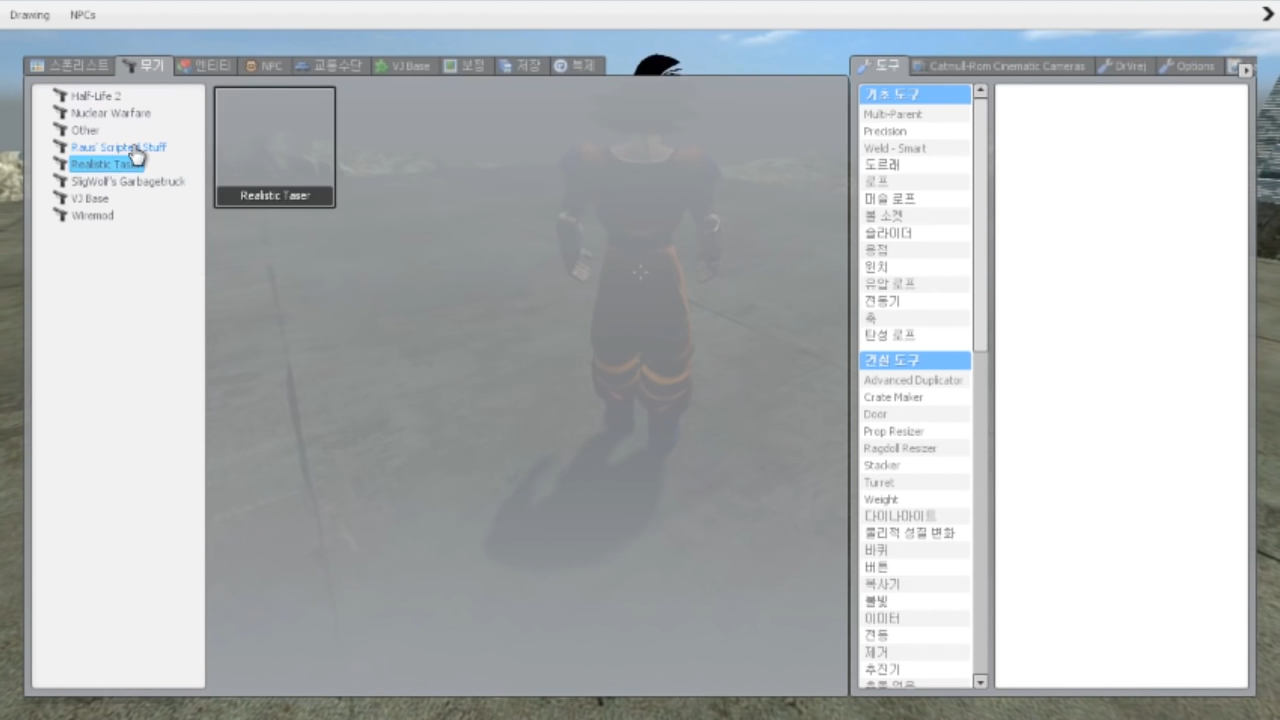 Drawing NPCs
스폰리스트 무기 엔티티 NPC 교통수단 VJ Base 보정 저장 복제
도구 Catmull-Rom Cinematic Cameras DrVrej Options
Half-Life 2
Nuclear Warfare
Other
Raus' Scripted Stuff
Realistic Taser
SligWolf's Garbagetruck
VJ Base
Wiremod
Realistic Taser
기초 도구
Multi-Parent
Precision
Weld - Smart
도르래
로프
머슬 로프
볼 소켓
슬라이더
용접
윈치
유압 로프
전동기
축
탄성 로프
건설 도구
Advanced Duplicator
Crate Maker
Door
Prop Resizer
Ragdoll Resizer
Stacker
Turret
Weight
다이너마이트
물리적 성질 변화
바퀴
버튼
복사기
불빛
이미터
전등
제거
추진기